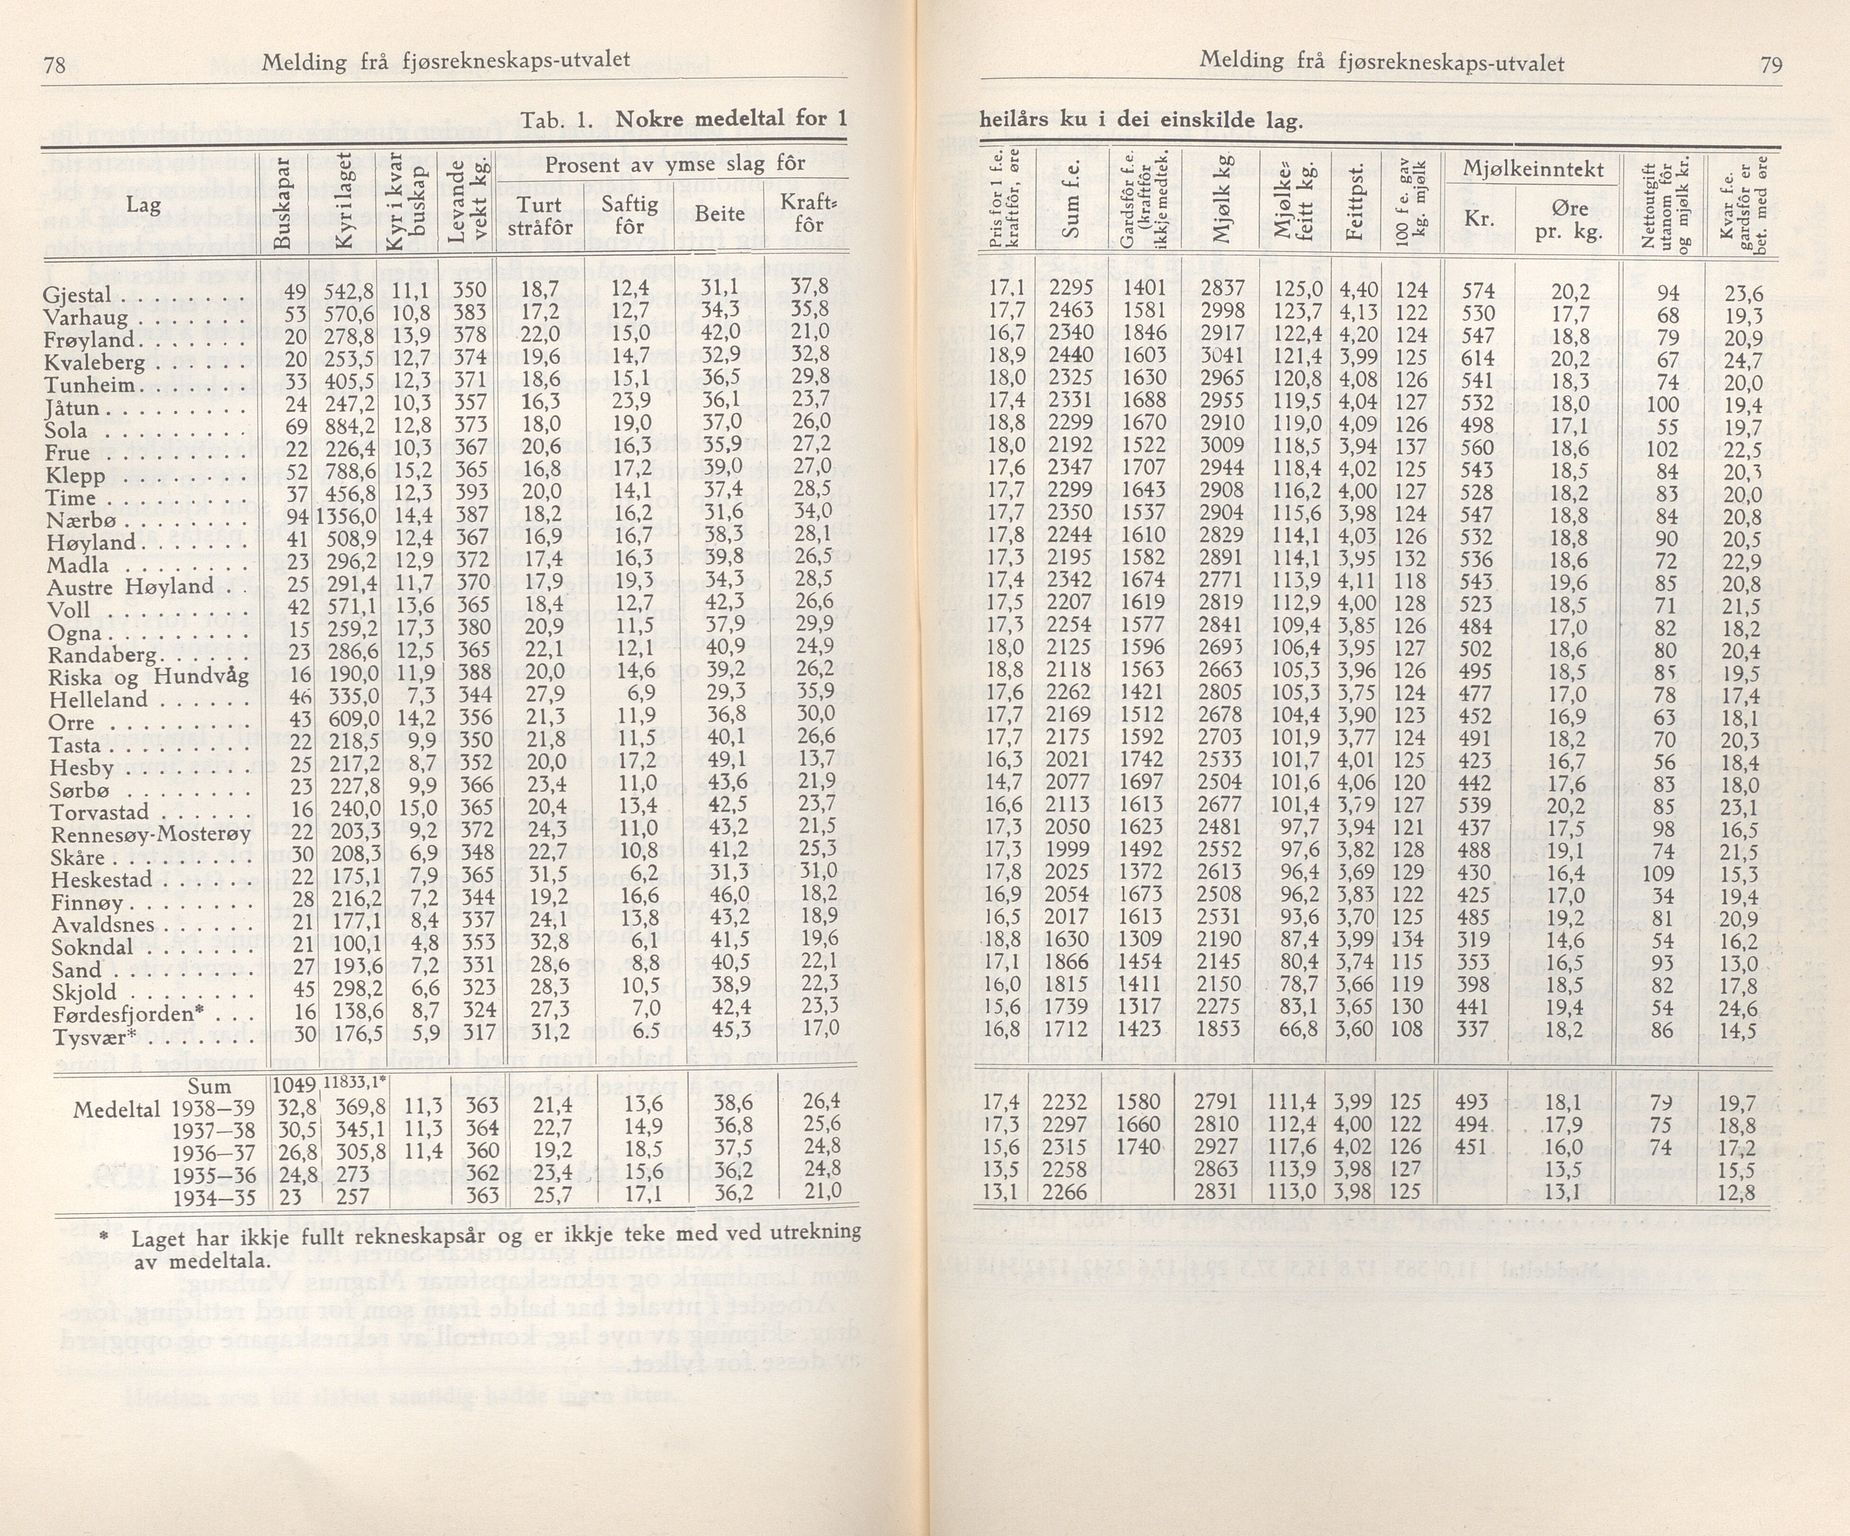 78 Melding frå fjøsrekneskaps-utvalet
Tab. 1. Nokre medeltal for 1
Lag | Buskapar | Kyr i laget | Kyr i kvar buskap | Levande vekt kg. | Prosent av ymse slag fôr
Turt stråfôr | Saftig fôr | Beite | Kraft-fôr
Gjestal . . . . . . . . 49 542,8 11,1 350 18,7 12,4 31,1 37,8
Varhaug . . . . . . . 53 570,6 10,8 383 17,2 12,7 34,3 35,8
Frøyland. . . . . . . 20 278,8 13,9 378 22,0 15,0 42,0 21,0
Kvaleberg . . . . . . 20 253,5 12,7 374 19,6 14,7 32,9 32,8
Tunheim. . . . . . . 33 405,5 12,3 371 18,6 15,1 36,5 29,8
Jåtun. . . . . . . . . 24 247,2 10,3 357 16,3 23,9 36,1 23,7
Sola . . . . . . . . . 69 884,2 12,8 373 18,0 19,0 37,0 26,0
Frue . . . . . . . . . 22 226,4 10,3 367 20,6 16,3 35,9 27,2
Klepp . . . . . . . . 52 788,6 15,2 365 16,8 17,2 39,0 27,0
Time . . . . . . . . . 37 456,8 12,3 393 20,0 14,1 37,4 28,5
Nærbø . . . . . . . . 94 1356,0 14,4 387 18,2 16,2 31,6 34,0
Høyland. . . . . . . 41 508,9 12,4 367 16,9 16,7 38,3 28,1
Madla . . . . . . . . 23 296,2 12,9 372 17,4 16,3 39,8 26,5
Austre Høyland . . 25 291,4 11,7 370 17,9 19,3 34,3 28,5
Voll . . . . . . . . . 42 571,1 13,6 365 18,4 12,7 42,3 26,6
Ogna. . . . . . . . . 15 259,2 17,3 380 20,9 11,5 37,9 29,9
Randaberg. . . . . . 23 286,6 12,5 365 22,1 12,1 40,9 24,9
Riska og Hundvåg 16 190,0 11,9 388 20,0 14,6 39,2 26,2
Helleland . . . . . . 46 335,0 7,3 344 27,9 6,9 29,3 35,9
Orre . . . . . . . . . 43 609,0 14,2 356 21,3 11,9 36,8 30,0
Tasta . . . . . . . . . 22 218,5 9,9 350 21,8 11,5 40,1 26,6
Hesby . . . . . . . . 25 217,2 8,7 352 20,0 17,2 49,1 13,7
Sørbø . . . . . . . . 23 227,8 9,9 366 23,4 11,0 43,6 21,9
Torvastad . . . . . . 16 240,0 15,0 365 20,4 13,4 42,5 23,7
Rennesøy-Mosterøy 22 203,3 9,2 372 24,3 11,0 43,2 21,5
Skåre . . . . . . . . . 30 208,3 6,9 348 22,7 10,8 41,2 25,3
Heskestad . . . . . . 22 175,1 7,9 365 31,5 6,2 31,3 31,0
Finnøy. . . . . . . . 28 216,2 7,2 344 19,2 16,6 46,0 18,2
Avaldsnes . . . . . . 21 177,1 8,4 337 24,1 13,8 43,2 18,9
Sokndal . . . . . . . 21 100,1 4,8 353 32,8 6,1 41,5 19,6
Sand . . . . . . . . . 27 193,6 7,2 331 28,6 8,8 40,5 22,1
Skjold . . . . . . . . 45 298,2 6,6 323 28,3 10,5 38,9 22,3
Førdesfjorden* . . . 16 138,6 8,7 324 27,3 7,0 42,4 23,3
Tysvær* . . . . . . . 30 176,5 5,9 317 31,2 6.5 45,3 17,0
Sum 1049 11833,1*
Medeltal 1938—39 32,8 369,8 11,3 363 21,4 13,6 38,6 26,4
1937—38 30,5 345,1 11,3 364 22,7 14,9 36,8 25,6
1936—37 26,8 305,8 11,4 360 19,2 18,5 37,5 24,8
1935—36 24,8 273 362 23,4 15,6 36,2 24,8
1934—35 23 257 363 25,7 17,1 36,2 21,0
* Laget har ikkje fullt rekneskapsår og er ikkje teke med ved utrekning
av medeltala.
Melding frå fjøsrekneskaps-utvalet 79
heilårs ku i dei einskilde lag.
Pris for 1 f.e. kraftfôr, øre | Sum f.e. | Gardsfôr f.e. (kraftfôr ikkje medtek. | Mjølk kg | Mjølke-feitt kg. | Feittpst. | 100 f e. gav kg. mjølk | Mjølkeinntekt | Nettoutgift utanom fôr og mjølk kr. | Kvar f.e. gardsfôr er bet. med øre
Kr. | Øre pr. kg.
17,1 2295 1401 2837 125,0 4,40 124 574 20,2 94 23,6
17,7 2463 1581 2998 123,7 4,13 122 530 17,7 68 19,3
16,7 2340 1846 2917 122,4 4,20 124 547 18,8 79 20,9
18,9 2440 1603 3041 121,4 3,99 125 614 20,2 67 24,7
18,0 2325 1630 2965 120,8 4,08 126 541 18,3 74 20,0
17,4 2331 1688 2955 119,5 4,04 127 532 18,0 100 19,4
18,8 2299 1670 2910 119,0 4,09 126 498 17,1 55 19,7
18,0 2192 1522 3009 118,5 3,94 137 560 18,6 102 22,5
17,6 2347 1707 2944 118,4 4,02 125 543 18,5 84 20,3
17,7 2299 1643 2908 116,2 4,00 127 528 18,2 83 20,0
17,7 2350 1537 2904 115,6 3,98 124 547 18,8 84 20,8
17,8 2244 1610 2829 114,1 4,03 126 532 18,8 90 20,5
17,3 2195 1582 2891 114,1 3,95 132 536 18,6 72 22,9
17,4 2342 1674 2771 113,9 4,11 118 543 19,6 85 20,8
17,5 2207 1619 2819 112,9 4,00 128 523 18,5 71 21,5
17,3 2254 1577 2841 109,4 3,85 126 484 17,0 82 18,2
18,0 2125 1596 2693 106,4 3,95 127 502 18,6 80 20,4
18,8 2118 1563 2663 105,3 3,96 126 495 18,5 85 19,5
17,6 2262 1421 2805 105,3 3,75 124 477 17,0 78 17,4
17,7 2169 1512 2678 104,4 3,90 123 452 16,9 63 18,1
17,7 2175 1592 2703 101,9 3,77 124 491 18,2 70 20,3
16,3 2021 1742 2533 101,7 4,01 125 423 16,7 56 18,4
14,7 2077 1697 2504 101,6 4,06 120 442 17,6 83 18,0
16,6 2113 1613 2677 101,4 3,79 127 539 20,2 85 23,1
17,3 2050 1623 2481 97,7 3,94 121 437 17,5 98 16,5
17,3 1999 1492 2552 97,6 3,82 128 488 19,1 74 21,5
17,8 2025 1372 2613 96,4 3,69 129 430 16,4 109 15,3
16,9 2054 1673 2508 96,2 3,83 122 425 17,0 34 19,4
16,5 2017 1613 2531 93,6 3,70 125 485 19,2 81 20,9
18,8 1630 1309 2190 87,4 3,99 134 319 14,6 54 16,2
17,1 1866 1454 2145 80,4 3,74 115 353 16,5 93 13,0
16,0 1815 1411 2150 78,7 3,66 119 398 18,5 82 17,8
15,6 1739 1317 2275 83,1 3,65 130 441 19,4 54 24,6
16,8 1712 1423 1853 66,8 3,60 108 337 18,2 86 14,5
17,4 2232 1580 2791 111,4 3,99 125 493 18,1 79 19,7
17,3 2297 1660 2810 112,4 4,00 122 494 17,9 75 18,8
15,6 2315 1740 2927 117,6 4,02 126 451 16,0 74 17,2
13,5 2258 2863 113,9 3,98 127 13,5 15,5
13,1 2266 2831 113,0 3,98 125 13,1 12,8